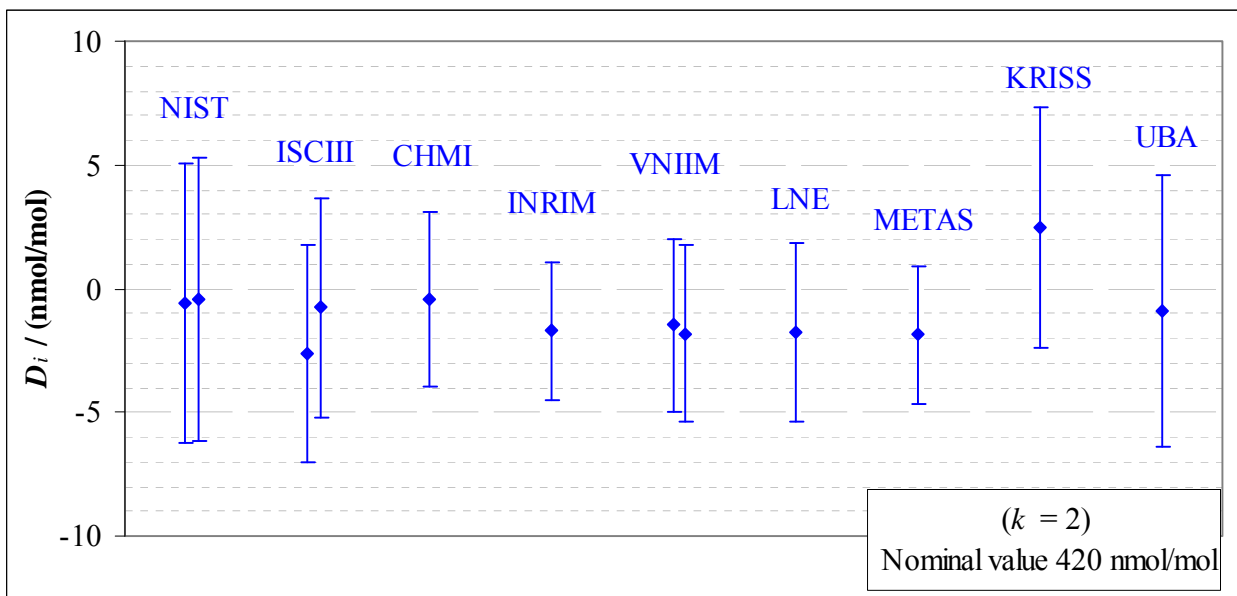 10
KRISS
NIST
UBA
ISCIII
CHMI
VNIIM
5
LNE
INRIM
METAS
D i / (nmol/mol)
0
-5
-10
(k = 2)
Nominal value 420 nmol/mol